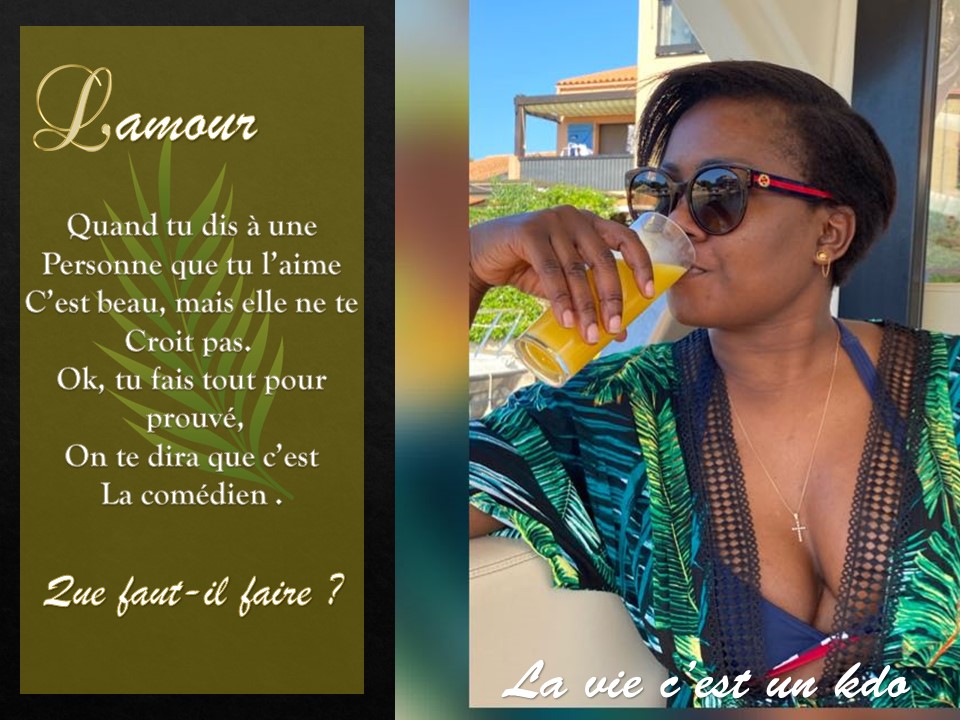 L'amour
Quand tu dis à une
Personne que tu l'aime
C'est beau, mais elle ne te
Croit pas.
Ok, tu fais tout pour
prouvé,
On te dira que c'est
La comédien .
Que faut-il faire ?
La vie c'est un kdo